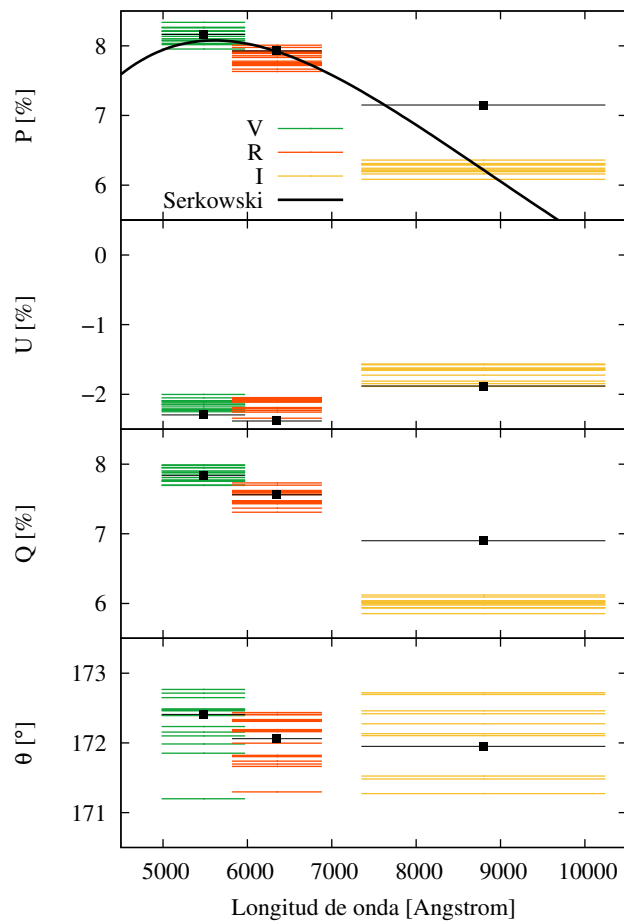 8
7
6
P [%]
V
R
I
Serkowski
0
−1
−2
U [%]
8
7
6
Q [%]
173
172
171
θ [°]
5000 6000 7000 8000 9000 10000
Longitud de onda [Angstrom]